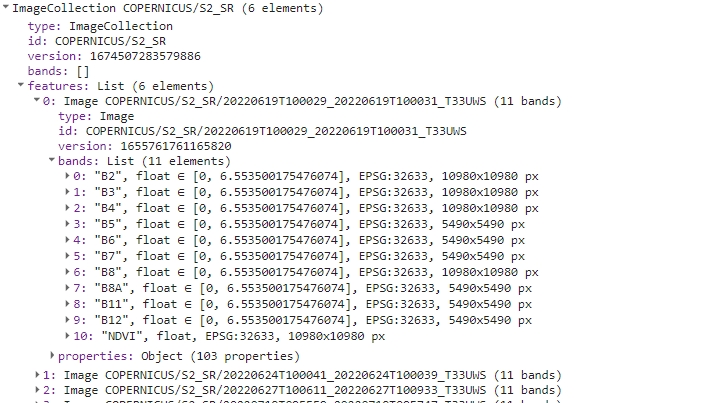 ImageCollection COPERNICUS/S2_SR (6 elements)
type: ImageCollection
id: COPERNICUS/S2_SR
version: 1674507283579886
bands: []
features: List (6 elements)
0: Image COPERNICUS/S2_SR/20220619T100029_20220619T100031_T33UWS (11 bands)
type: Image
id: COPERNICUS/S2_SR/20220619T100029_20220619T100031_T33UWS
version: 1655761761165820
bands: List (11 elements)
0: "B2", float ∈ [0, 6.553500175476074], EPSG:32633, 10980x10980 px
1: "B3", float ∈ [0, 6.553500175476074], EPSG:32633, 10980x10980 px
2: "B4", float ∈ [0, 6.553500175476074], EPSG:32633, 10980x10980 px
3: "B5", float ∈ [0, 6.553500175476074], EPSG:32633, 5490x5490 px
4: "B6", float ∈ [0, 6.553500175476074], EPSG:32633, 5490x5490 px
5: "B7", float ∈ [0, 6.553500175476074], EPSG:32633, 5490x5490 px
6: "B8", float ∈ [0, 6.553500175476074], EPSG:32633, 10980x10980 px
7: "B8A", float ∈ [0, 6.553500175476074], EPSG:32633, 5490x5490 px
8: "B11", float ∈ [0, 6.553500175476074], EPSG:32633, 5490x5490 px
9: "B12", float ∈ [0, 6.553500175476074], EPSG:32633, 5490x5490 px
10: "NDVI", float, EPSG:32633, 10980x10980 px
properties: Object (103 properties)
1: Image COPERNICUS/S2_SR/20220624T100041_20220624T100039_T33UWS (11 bands)
2: Image COPERNICUS/S2_SR/20220627T100611_20220627T100933_T33UWS (11 bands)